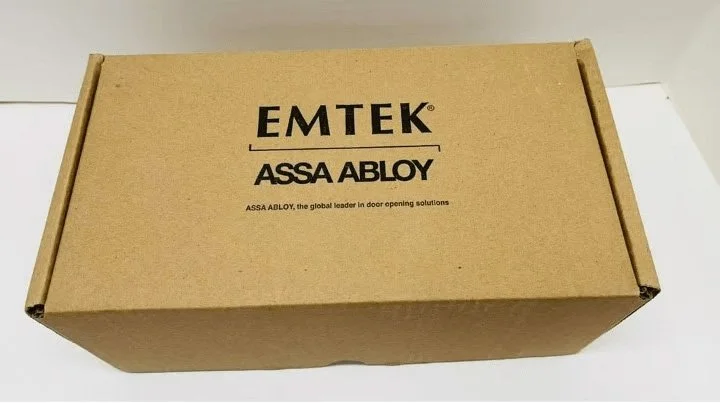 EMTEK®
ASSA ABLOY
ASSA ABLOY, the global leader in door opening solutions